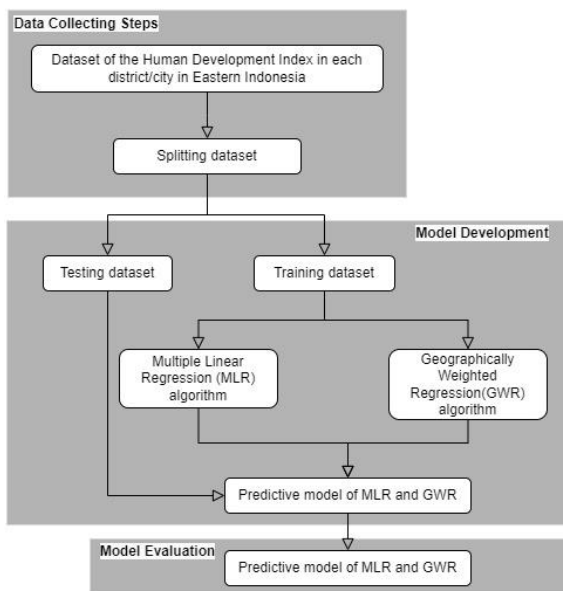 Data Collecting Steps
Dataset of the Human Development Index in each
district/city in Eastern Indonesia
Splitting dataset
Model Development
Testing dataset
Training dataset
Multiple Linear
Regression (MLR)
algorithm
Geographically
Weighted
Regression(GWR)
algorithm
Predictive model of MLR and GWR
Model Evaluation
Predictive model of MLR and GWR